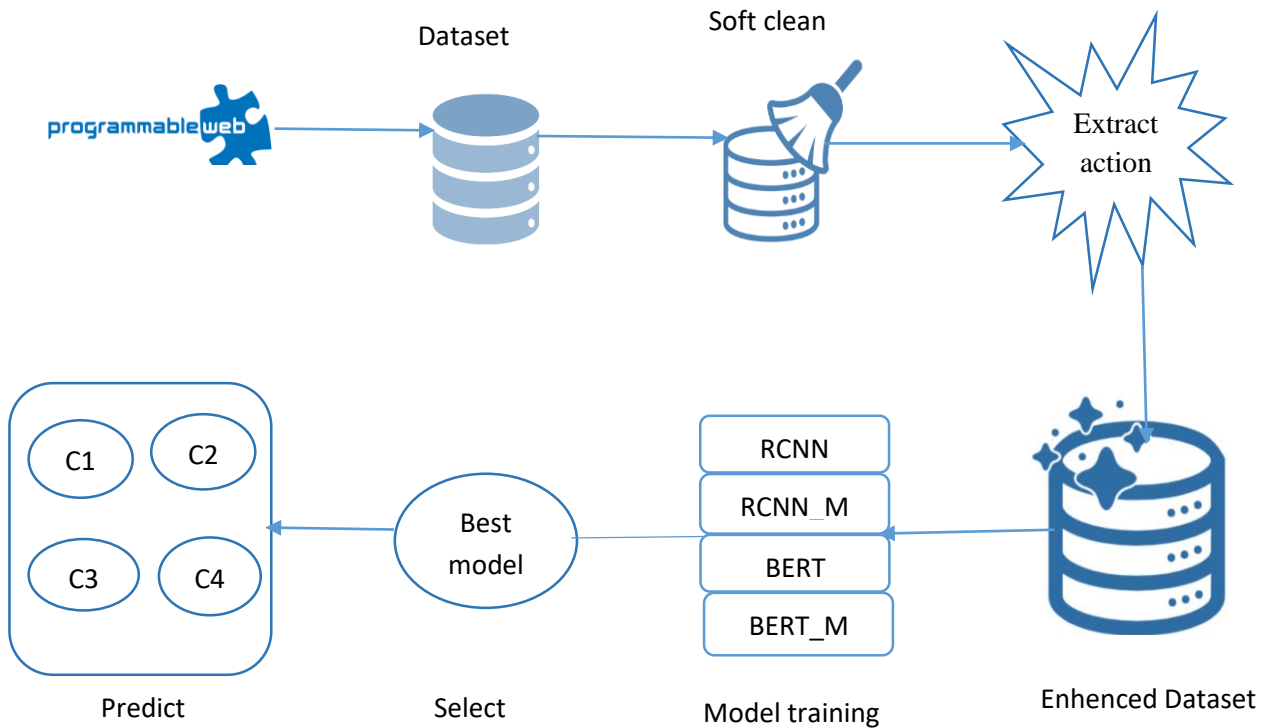 Dataset
Soft clean
programmableweb
Extract
action
RCNN
RCNN_M
BERT
BERT_M
Best
model
C1
C2
C3
C4
Predict
Select
Model training
Enhenced Dataset